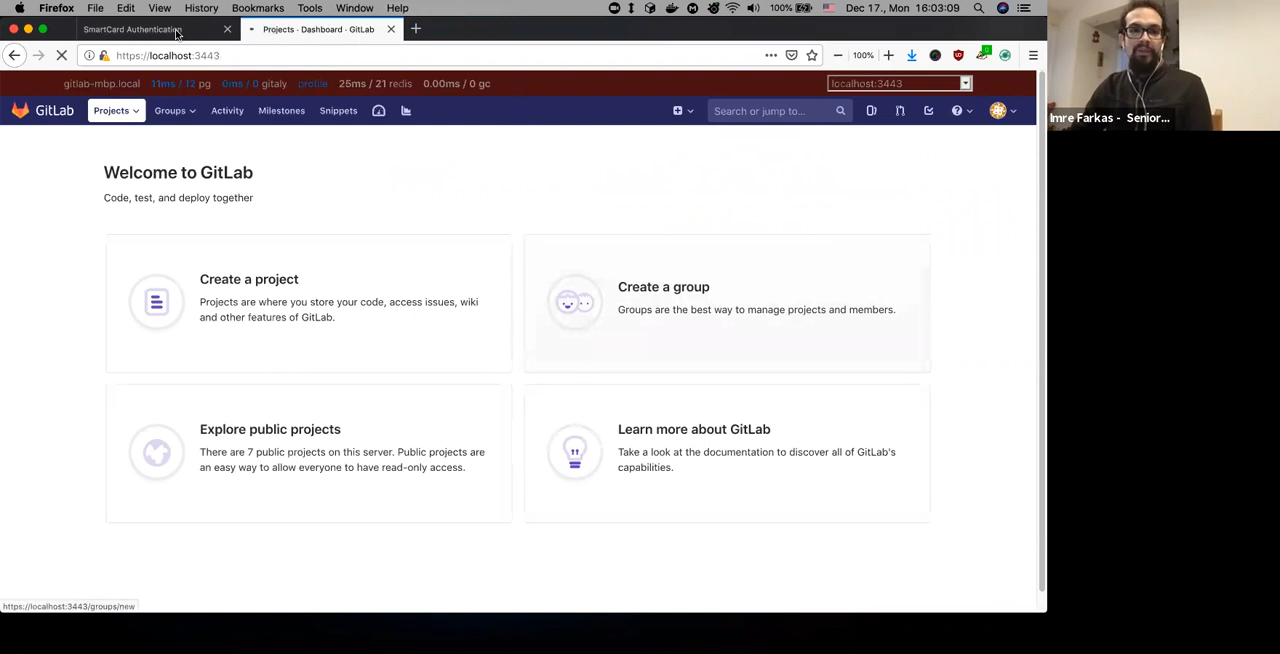 Firefox File Edit View History Bookmarks Tools Window Help 100% Dec 17., Mon 16:03:09
SmartCard Authentication Projects · Dashboard · GitLab
https://localhost:3443 100%
gitlab-mbp.local 11ms / 12 pg 0ms / 0 gitaly profile 25ms / 21 redis 0.00ms / 0 gc localhost:3443
GitLab Projects Groups Activity Milestones Snippets Search or jump to...
Imre Farkas - Senior...
Welcome to GitLab
Code, test, and deploy together
Create a project
Projects are where you store your code, access issues, wiki
and other features of GitLab.
Create a group
Groups are the best way to manage projects and members.
Explore public projects
There are 7 public projects on this server. Public projects
are an easy way to allow everyone to have read-only access.
Learn more about GitLab
Take a look at the documentation to discover all of GitLab's
capabilities.
https://localhost:3443/groups/new